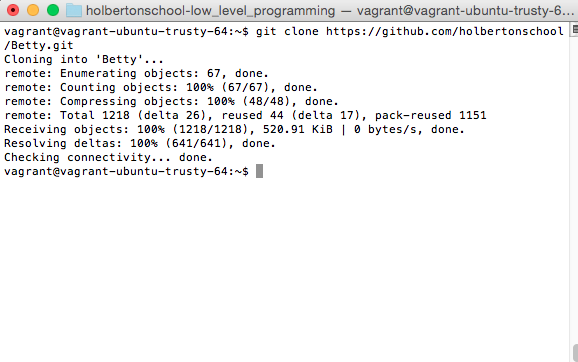 holbertonschool-low_level_programming — vagrant@vagrant-ubuntu-trusty-6...
vagrant@vagrant-ubuntu-trusty-64:~$ git clone https://github.com/holbertonschool
/Betty.git
Cloning into 'Betty'...
remote: Enumerating objects: 67, done.
remote: Counting objects: 100% (67/67), done.
remote: Compressing objects: 100% (48/48), done.
remote: Total 1218 (delta 26), reused 44 (delta 17), pack-reused 1151
Receiving objects: 100% (1218/1218), 520.91 KiB | 0 bytes/s, done.
Resolving deltas: 100% (641/641), done.
Checking connectivity... done.
vagrant@vagrant-ubuntu-trusty-64:~$